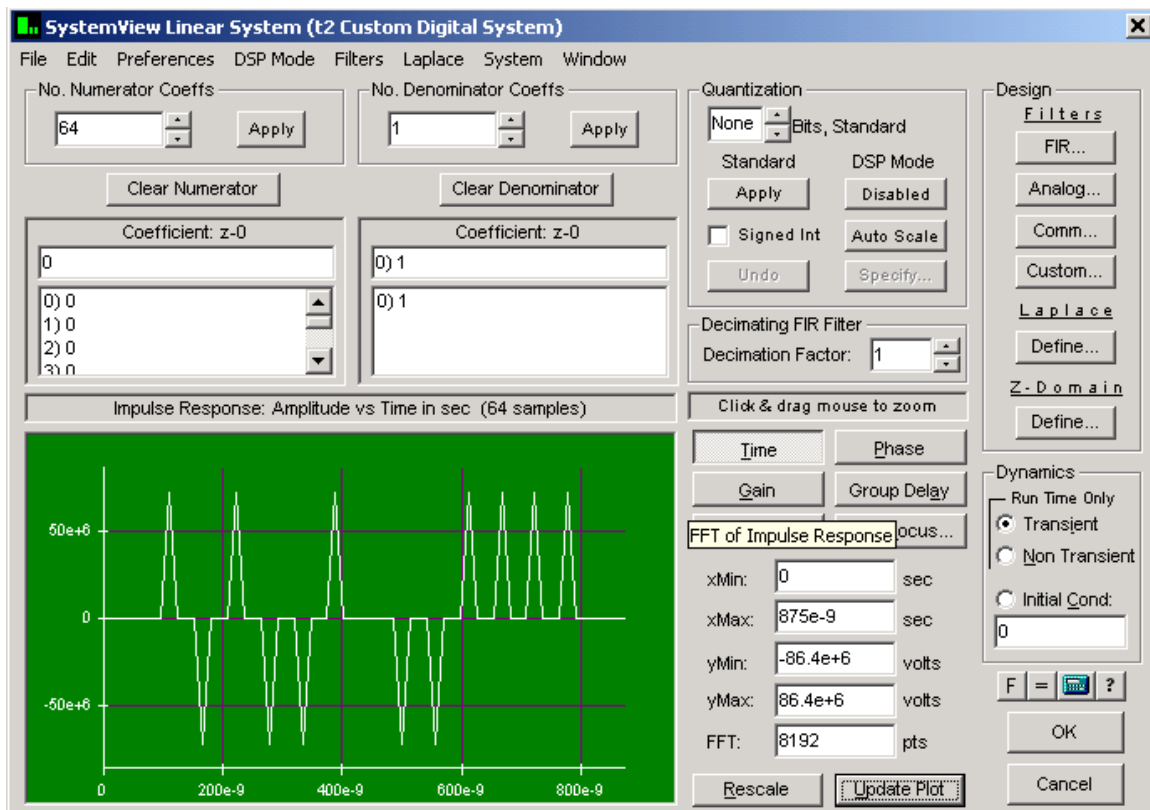 SystemView Linear System (t2 Custom Digital System)
File Edit Preferences DSP Mode Filters Laplace System Window
No. Numerator Coeffs
64
Apply
No. Denominator Coeffs
1
Apply
Clear Numerator
Clear Denominator
Coefficient: z-0
0
0) 0
1) 0
2) 0
3) 0
Coefficient: z-0
0) 1
0) 1
Quantization
None
Bits, Standard
Standard
DSP Mode
Apply
Disabled
Signed Int
Auto Scale
Undo
Specify...
Decimating FIR Filter
Decimation Factor:
1
Design
Filters
FIR...
Analog...
Comm...
Custom...
Laplace
Define...
Z-Domain
Define...
Impulse Response: Amplitude vs Time in sec (64 samples)
50e+6
0
-50e+6
0
200e-9
400e-9
600e-9
800e-9
Click & drag mouse to zoom
Time
Phase
Gain
Group Delay
FFT of Impulse Response
ocus...
xMin:
0
sec
xMax:
875e-9
sec
yMin:
-86.4e+6
volts
yMax:
86.4e+6
volts
FFT:
8192
pts
Rescale
Update Plot
Dynamics
Run Time Only
Transient
Non Transient
Initial Cond:
0
F
=
?
OK
Cancel